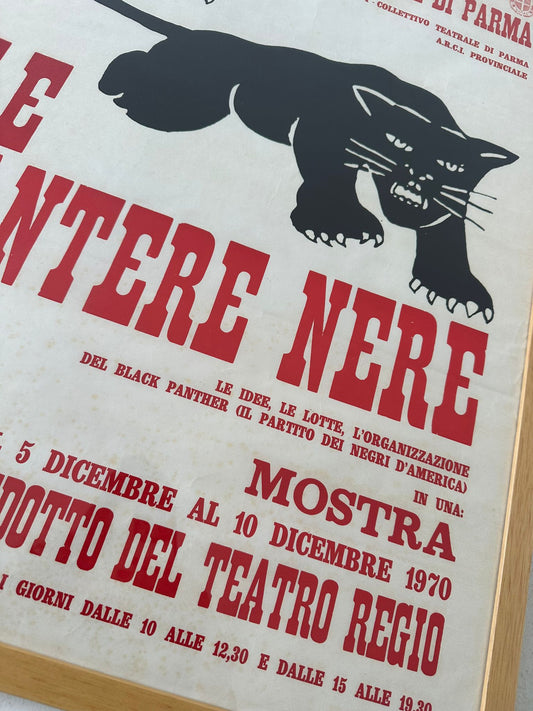 DI PARMA
COLLETTIVO TEATRALE DI PARMA
A.R.C.I. PROVINCIALE
LE
NTERE NERE
LE IDEE, LE LOTTE, L'ORGANIZZAZIONE
DEL BLACK PANTHER (IL PARTITO DEI NEGRI D'AMERICA)
IN UNA:
MOSTRA
5 DICEMBRE AL 10 DICEMBRE 1970
DOTTO DEL TEATRO REGIO
I GIORNI DALLE 10 ALLE 12,30 E DALLE 15 ALLE 19.30